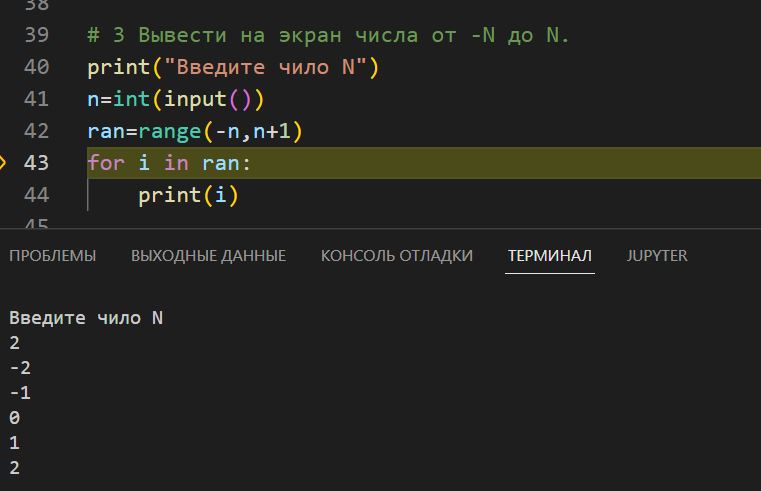 38
39 # 3 Вывести на экран числа от -N до N.
40 print("Введите чило N")
41 n=int(input())
42 ran=range(-n,n+1)
43 for i in ran:
44 print(i)
45
ПРОБЛЕМЫ ВЫХОДНЫЕ ДАННЫЕ КОНСОЛЬ ОТЛАДКИ ТЕРМИНАЛ JUPYTER
Введите чило N
2
-2
-1
0
1
2